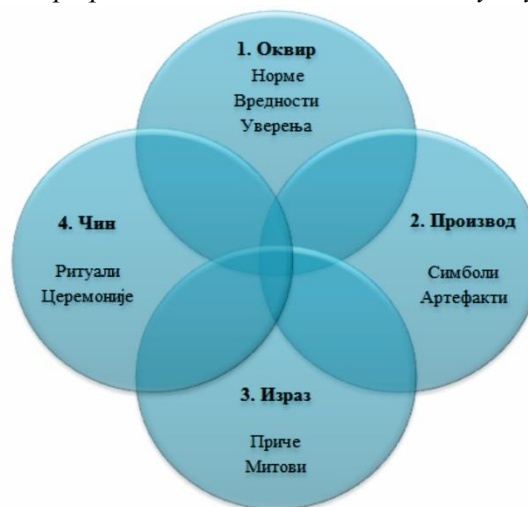 1. Оквир
Норме
Вредности
Уверења
4. Чин
Ритуали
Церемоније
2. Производ
Симболи
Артефакти
3. Израз
Приче
Митови